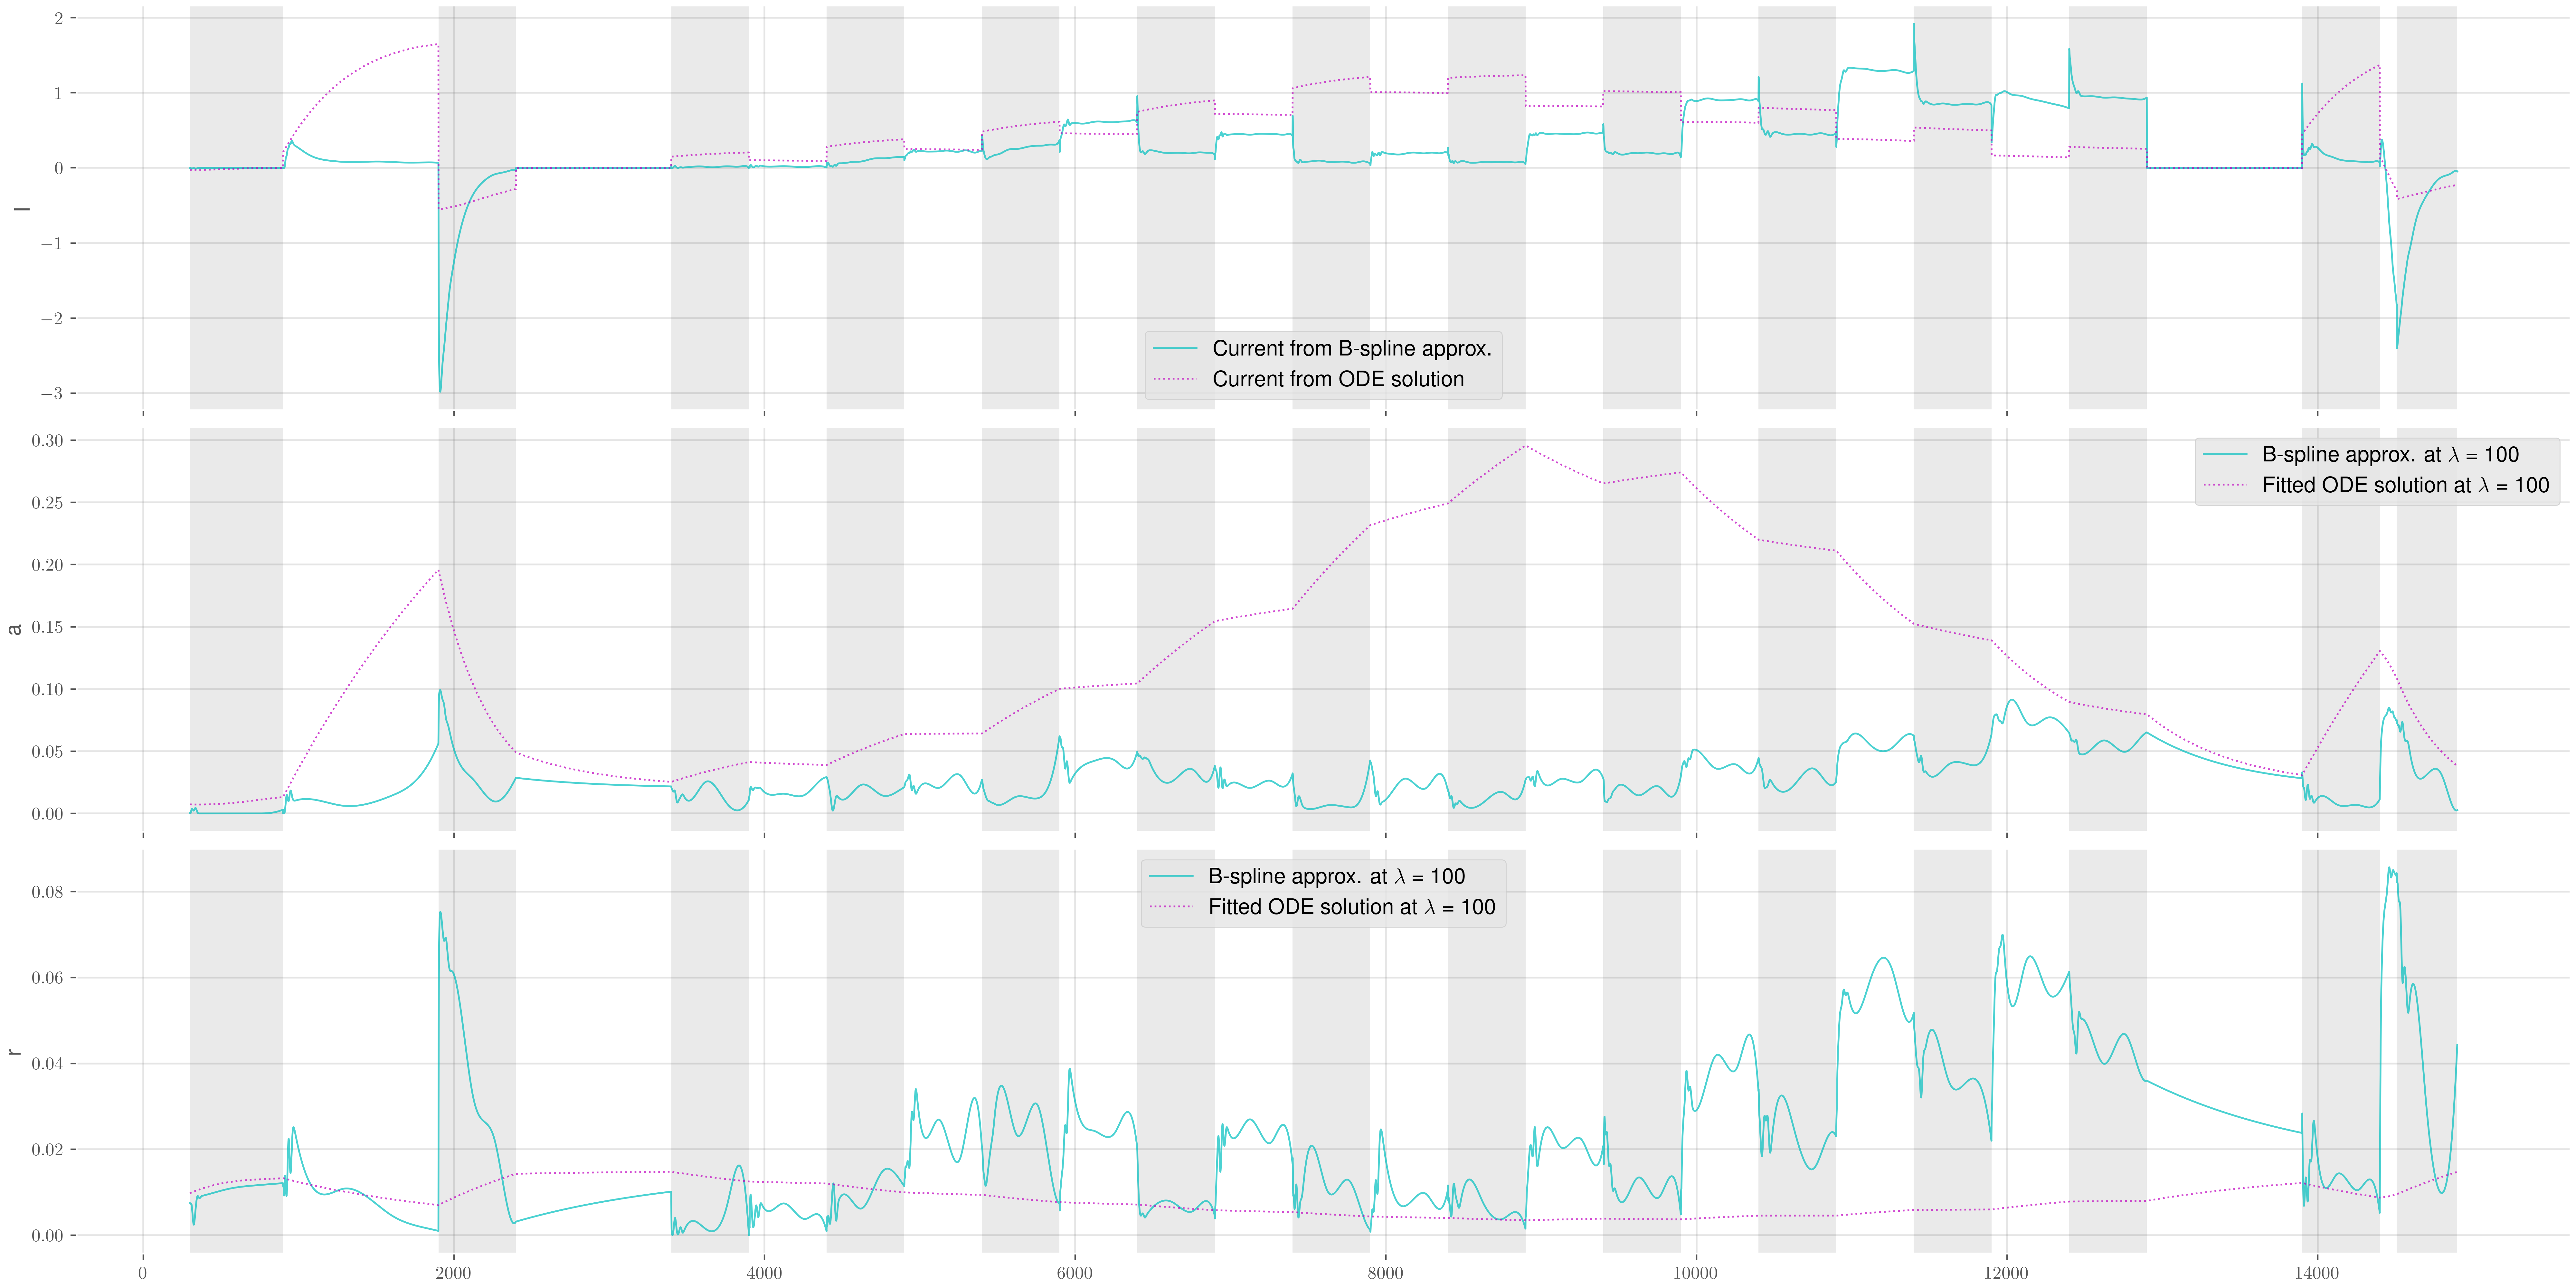 2
1
0
−1
−2
−3
I
Current from B-spline approx.
Current from ODE solution
0.30
0.25
0.20
0.15
0.10
0.05
0.00
a
B-spline approx. at λ = 100
Fitted ODE solution at λ = 100
0.08
0.06
0.04
0.02
0.00
r
B-spline approx. at λ = 100
Fitted ODE solution at λ = 100
0 2000 4000 6000 8000 10000 12000 14000